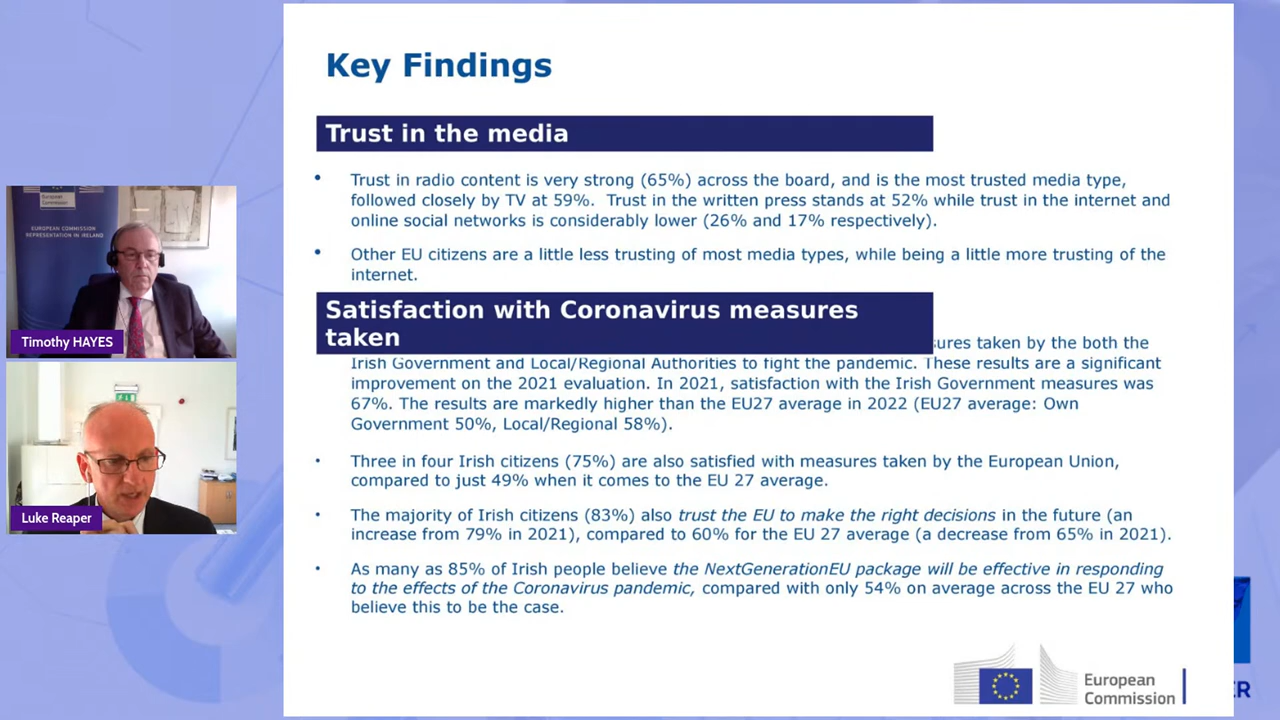 Key Findings
Trust in the media
• Trust in radio content is very strong (65%) across the board, and is the most trusted media type,
followed closely by TV at 59%. Trust in the written press stands at 52% while trust in the internet and
online social networks is considerably lower (26% and 17% respectively).
• Other EU citizens are a little less trusting of most media types, while being a little more trusting of the
internet.
Satisfaction with Coronavirus measures
taken
taken by the both the
Irish Government and Local/Regional Authorities to fight the pandemic. These results are a significant
improvement on the 2021 evaluation. In 2021, satisfaction with the Irish Government measures was
67%. The results are markedly higher than the EU27 average in 2022 (EU27 average: Own
Government 50%, Local/Regional 58%).
• Three in four Irish citizens (75%) are also satisfied with measures taken by the European Union,
compared to just 49% when it comes to the EU 27 average.
• The majority of Irish citizens (83%) also trust the EU to make the right decisions in the future (an
increase from 79% in 2021), compared to 60% for the EU 27 average (a decrease from 65% in 2021).
• As many as 85% of Irish people believe the NextGenerationEU package will be effective in responding
to the effects of the Coronavirus pandemic, compared with only 54% on average across the EU 27 who
believe this to be the case.
European
Commission
European
Commission
EUROPEAN COMMISSION
REPRESENTATION IN IRELAND
Timothy HAYES
Luke Reaper
ER